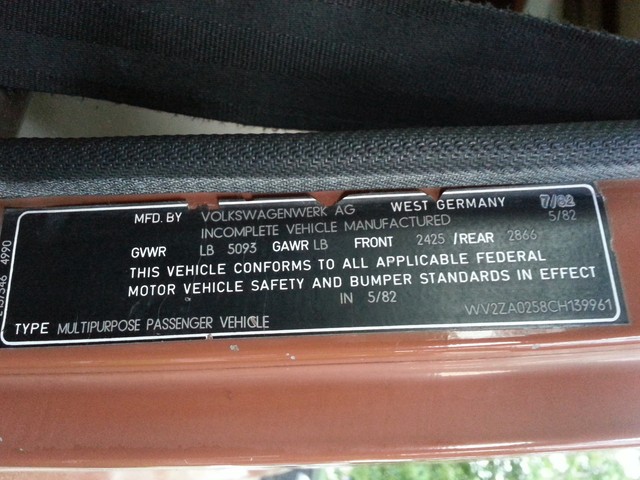 MFD. BY VOLKSWAGENWERK AG WEST GERMANY 7/82
INCOMPLETE VEHICLE MANUFACTURED 5/82
GVWR LB 5093 GAWR LB FRONT 2425 /REAR 2866
THIS VEHICLE CONFORMS TO ALL APPLICABLE FEDERAL
MOTOR VEHICLE SAFETY AND BUMPER STANDARDS IN EFFECT
IN 5/82
WV2ZA0258CH139961
TYPE MULTIPURPOSE PASSENGER VEHICLE
4990